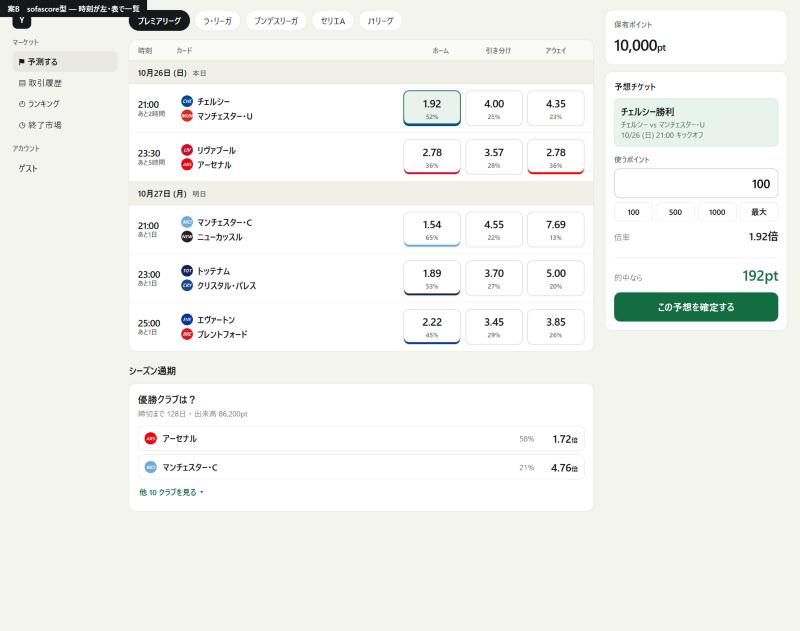 案B sofascore型 — 時刻が左・表で一覧
Y
マーケット
予測する
取引履歴
ランキング
終了市場
アカウント
ゲスト
プレミアリーグ ラ・リーガ ブンデスリーガ セリエA J1リーグ
時刻 カード ホーム 引き分け アウェイ
10月26日 (日) 本日
21:00 CHE チェルシー 1.92 4.00 4.35
あと2時間 MUN マンチェスター・U 52% 25% 23%
23:30 LIV リヴァプール 2.78 3.57 2.78
あと5時間 ARS アーセナル 36% 28% 36%
10月27日 (月) 明日
21:00 MCI マンチェスター・C 1.54 4.55 7.69
あと1日 NEW ニューカッスル 65% 22% 13%
23:00 TOT トッテナム 1.89 3.70 5.00
あと1日 CRY クリスタル・パレス 53% 27% 20%
25:00 EVE エヴァートン 2.22 3.45 3.85
あと1日 BRE ブレントフォード 45% 29% 26%
シーズン通期
優勝クラブは？
締切まで 128日・出来高 86,200pt
ARS アーセナル 58% 1.72倍
MCI マンチェスター・C 21% 4.76倍
他 10 クラブを見る
保有ポイント
10,000pt
予想チケット
チェルシー勝利
チェルシー vs マンチェスター・U
10/26 (日) 21:00 キックオフ
使うポイント
100
100 500 1000 最大
倍率 1.92倍
的中なら 192pt
この予想を確定する